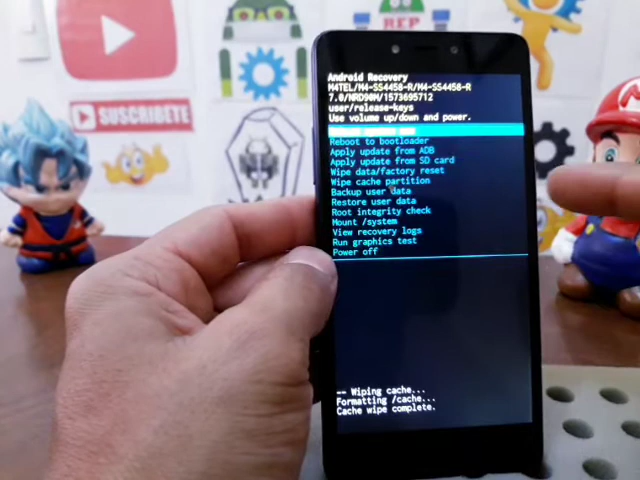 REP
SUSCRIBETE
Android Recovery
M4TEL/M4-SS4458-R/M4-SS4458-R
7.0/NRD90M/1573695712
user/release-keys
Use volume up/down and power.
Reboot to bootloader
Apply update from ADB
Apply update from SD card
Wipe data/factory reset
Wipe cache partition
Backup user data
Restore user data
Root integrity check
Mount /system
View recovery logs
Run graphics test
Power off
-- Wiping cache...
Formatting /cache...
Cache wipe complete.